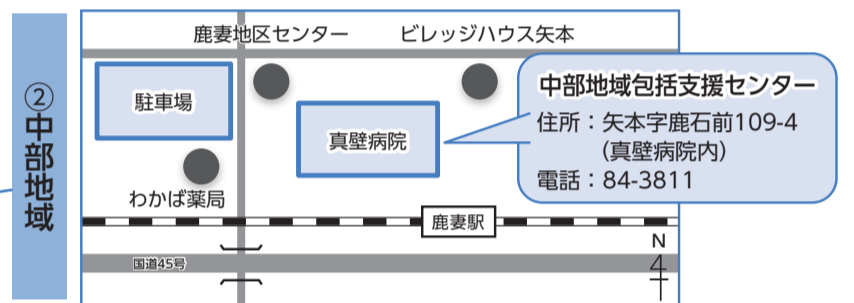 ②中部地域
鹿妻地区センター
ビレッジハウス矢本
駐車場
真壁病院
わかば薬局
中部地域包括支援センター
住所：矢本字鹿石前109-4
(真壁病院内)
電話：84-3811
鹿妻駅
国道45号
N